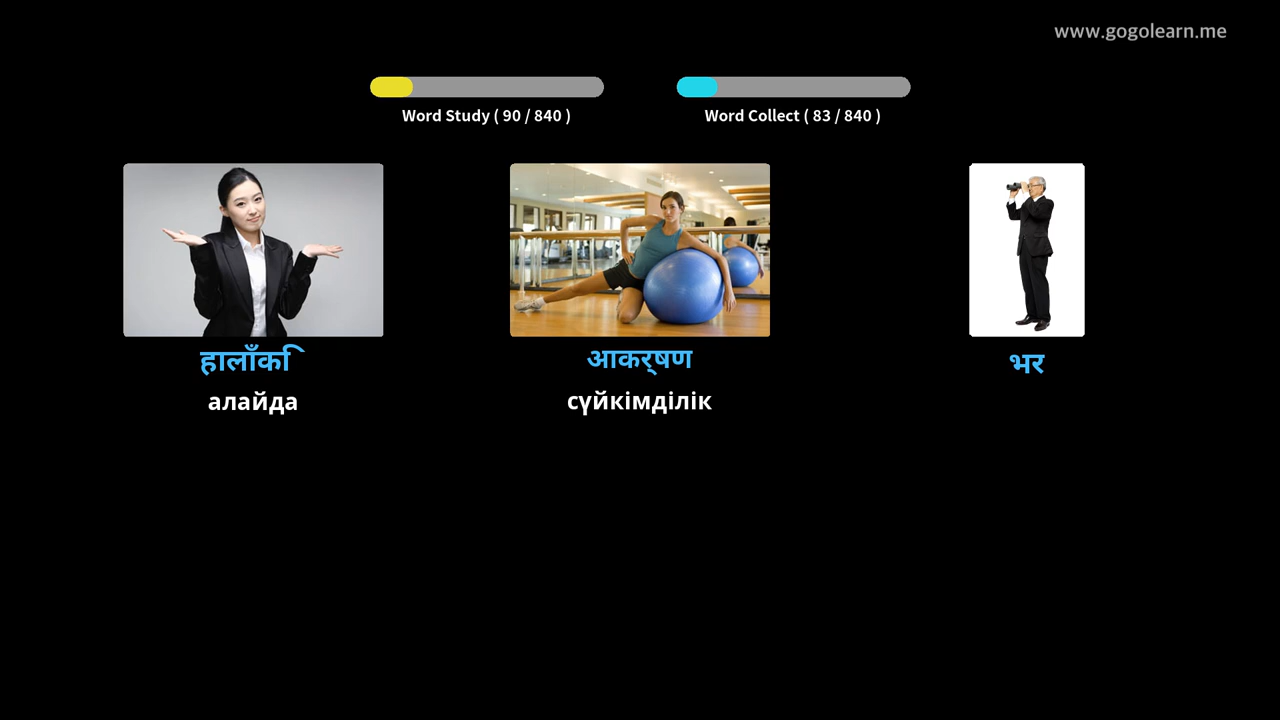 www.gogolearn.me
Word Study ( 90 / 840 )
Word Collect ( 83 / 840 )
हालाँकि
आकर्षण
भर
алайда
сүйкімділік